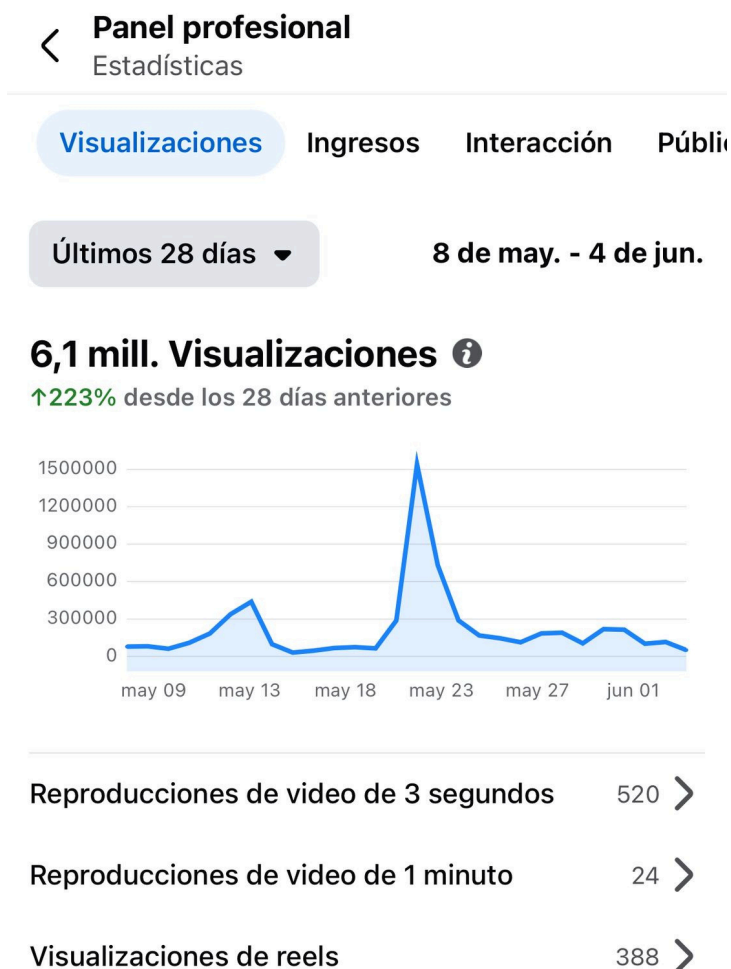 Panel profesional
Estadísticas
Visualizaciones Ingresos Interacción Públi
Últimos 28 días 8 de may. - 4 de jun.
6,1 mill. Visualizaciones
↑223% desde los 28 días anteriores
1500000
1200000
900000
600000
300000
0
may 09 may 13 may 18 may 23 may 27 jun 01
Reproducciones de video de 3 segundos 520
Reproducciones de video de 1 minuto 24
Visualizaciones de reels 388